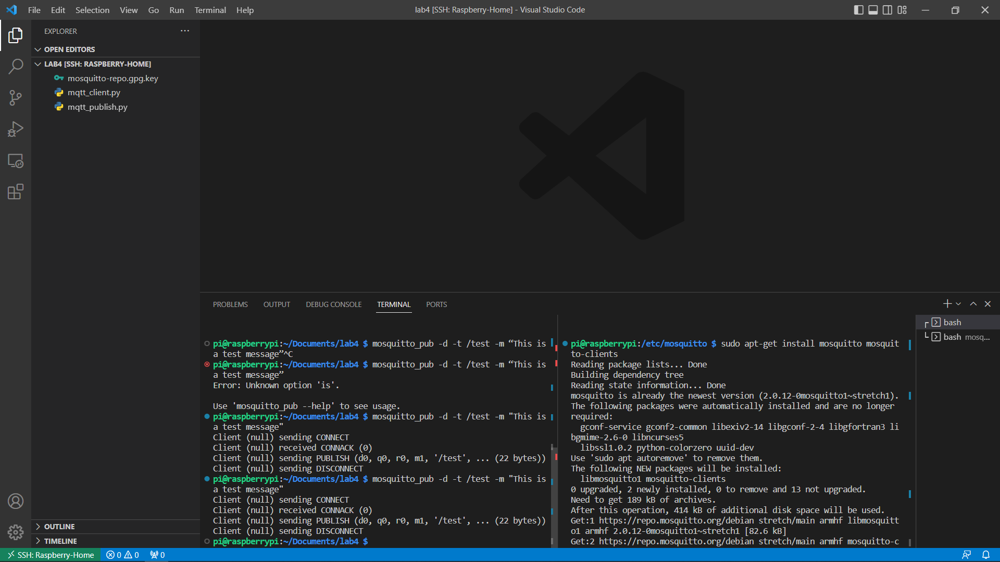 File Edit Selection View Go Run Terminal Help
lab4 [SSH: Raspberry-Home] - Visual Studio Code
EXPLORER
OPEN EDITORS
LAB4 [SSH: RASPBERRY-HOME]
mosquitto-repo.gpg.key
mqtt_client.py
mqtt_publish.py
OUTLINE
TIMELINE
PROBLEMS OUTPUT DEBUG CONSOLE TERMINAL PORTS
pi@raspberrypi:~/Documents/lab4 $ mosquitto_pub -d -t /test -m “This is
a test message”^C
pi@raspberrypi:~/Documents/lab4 $ mosquitto_pub -d -t /test -m “This is
a test message”
Error: Unknown option 'is'.
Use 'mosquitto_pub --help' to see usage.
pi@raspberrypi:~/Documents/lab4 $ mosquitto_pub -d -t /test -m "This is
a test message"
Client (null) sending CONNECT
Client (null) received CONNACK (0)
Client (null) sending PUBLISH (d0, q0, r0, m1, '/test', ... (22 bytes))
Client (null) sending DISCONNECT
pi@raspberrypi:~/Documents/lab4 $ mosquitto_pub -d -t /test -m "This is
a test message"
Client (null) sending CONNECT
Client (null) received CONNACK (0)
Client (null) sending PUBLISH (d0, q0, r0, m1, '/test', ... (22 bytes))
Client (null) sending DISCONNECT
pi@raspberrypi:~/Documents/lab4 $
pi@raspberrypi:/etc/mosquitto $ sudo apt-get install mosquitto mosquit
to-clients
Reading package lists... Done
Building dependency tree
Reading state information... Done
mosquitto is already the newest version (2.0.12-0mosquitto1~stretch1).
The following packages were automatically installed and are no longer
required:
gconf-service gconf2-common libexiv2-14 libgconf-2-4 libgfortran3 li
bgmime-2.6-0 libncurses5
libssl1.0.2 python-colorzero uuid-dev
Use 'sudo apt autoremove' to remove them.
The following NEW packages will be installed:
libmosquitto1 mosquitto-clients
0 upgraded, 2 newly installed, 0 to remove and 13 not upgraded.
Need to get 189 kB of archives.
After this operation, 414 kB of additional disk space will be used.
Get:1 https://repo.mosquitto.org/debian stretch/main armhf libmosquitt
o1 armhf 2.0.12-0mosquitto1~stretch1 [82.6 kB]
Get:2 https://repo.mosquitto.org/debian stretch/main armhf mosquitto-c
bash
bash mosq...
SSH: Raspberry-Home 0 0 0